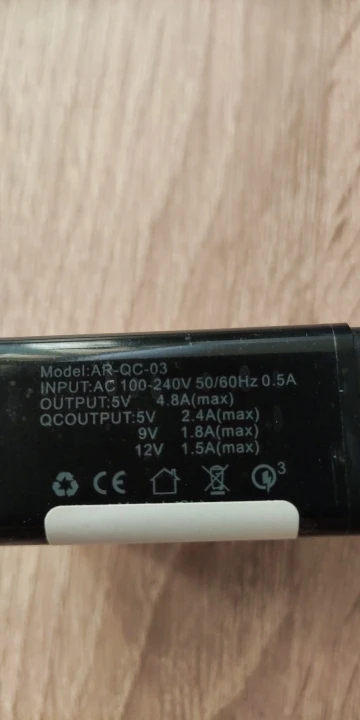 Model:AR-QC-03
INPUT:AC 100-240V 50/60Hz 0.5A
OUTPUT:5V 4.8A(max)
QCOUTPUT:5V 2.4A(max)
9V 1.8A(max)
12V 1.5A(max)
CE 3